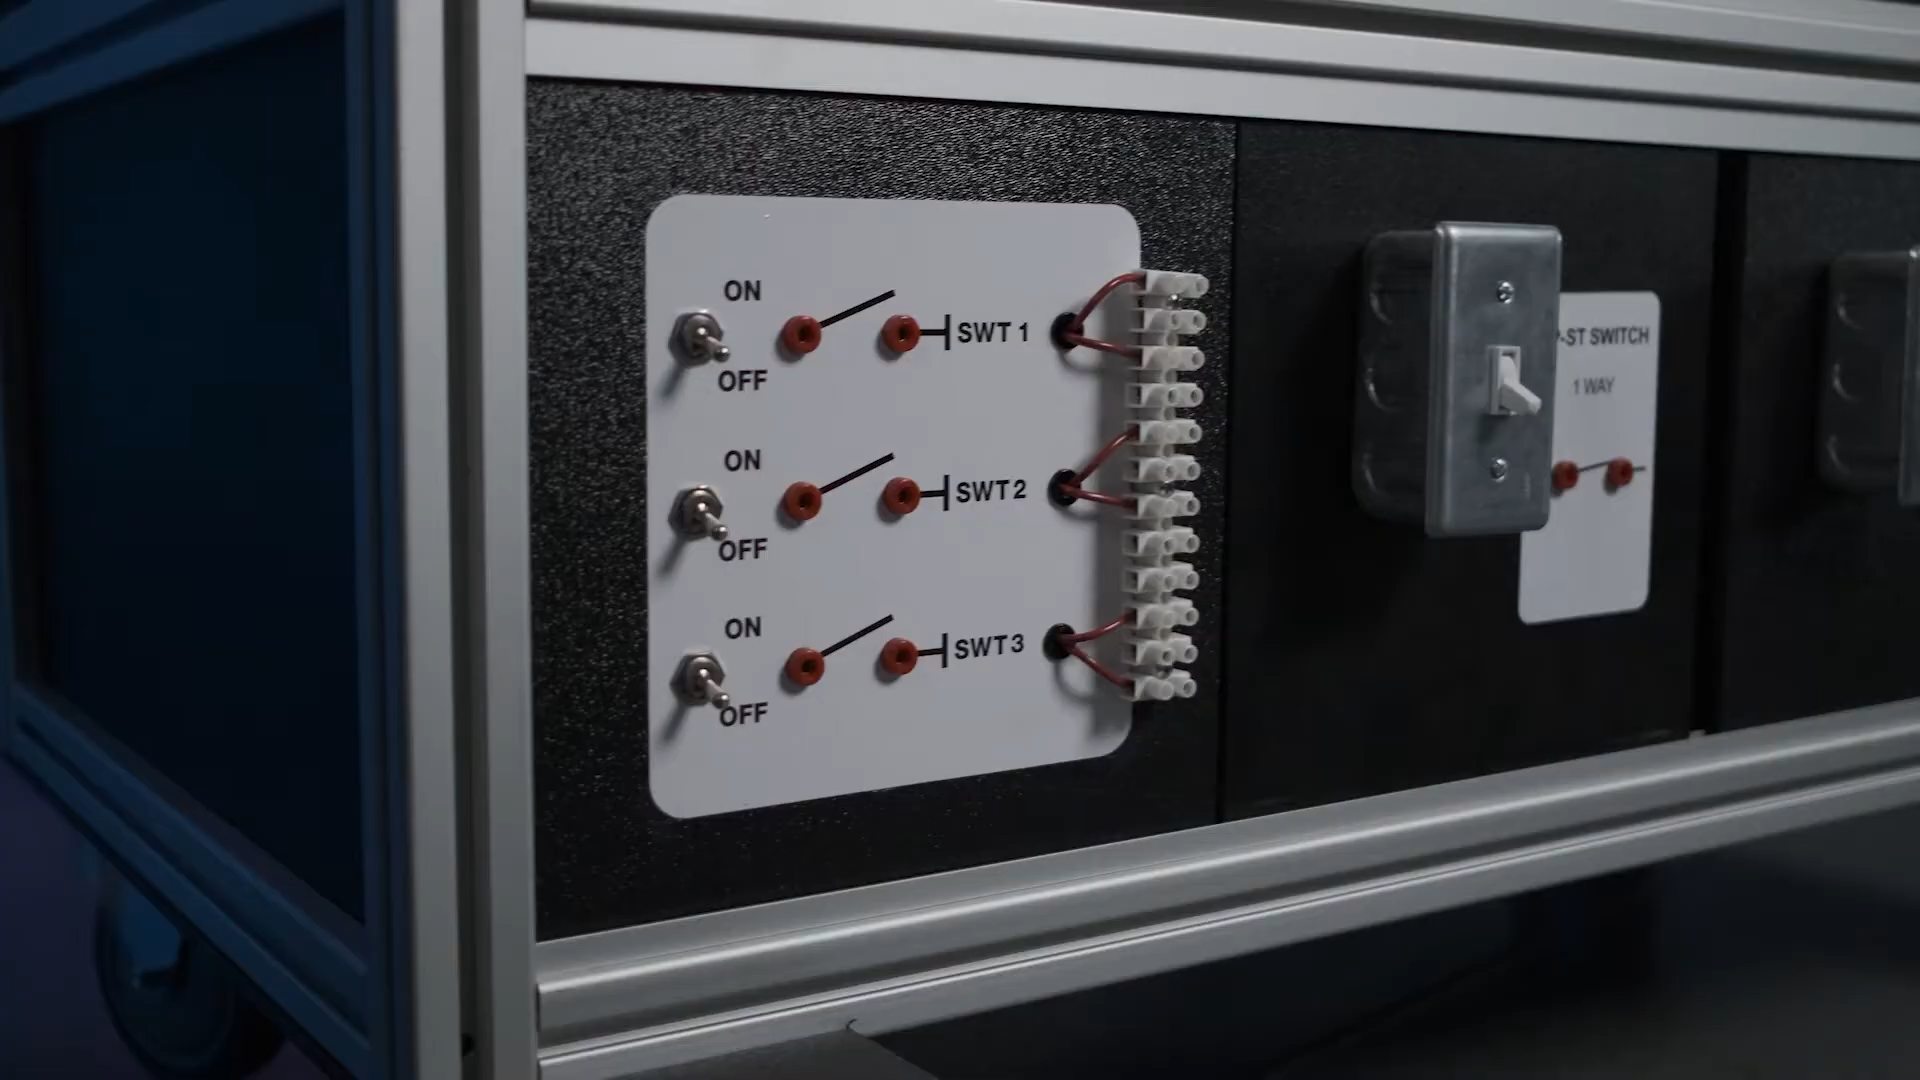 ON
SWT 1
OFF
ON
SWT 2
OFF
ON
SWT 3
OFF
-ST SWITCH
1 WAY